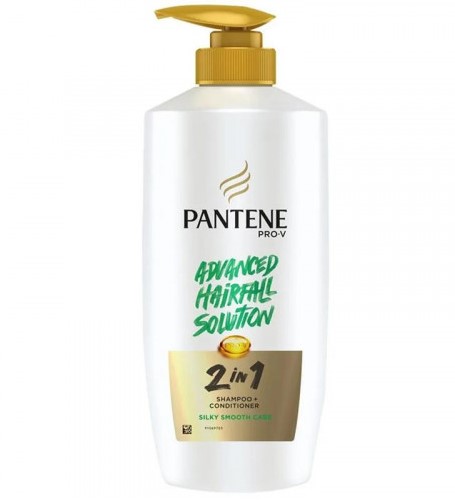 PANTENE
PRO-V
ADVANCED
HAIRFALL
SOLUTION
2 in 1
SHAMPOO +
CONDITIONER
SILKY SMOOTH CARE